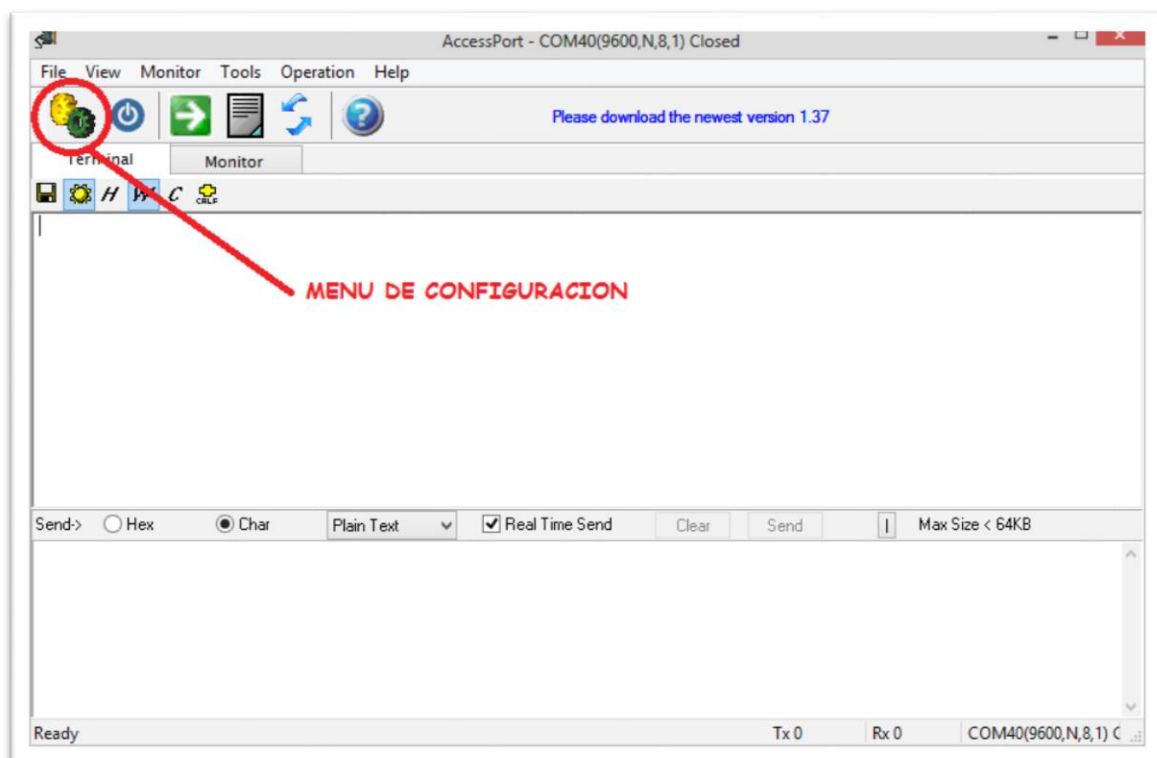 AccessPort - COM40(9600,N,8,1) Closed
File View Monitor Tools Operation Help
Please download the newest version 1.37
Terminal Monitor
H W C CRLF
MENU DE CONFIGURACION
Send-> Hex Char Plain Text Real Time Send Clear Send | Max Size < 64KB
Ready Tx 0 Rx 0 COM40(9600,N,8,1) C